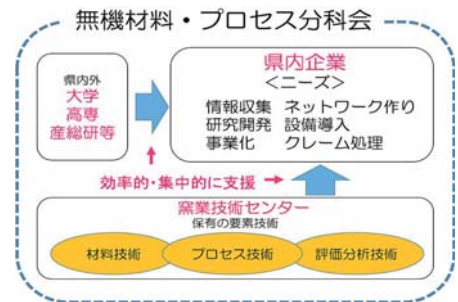 無機材料・プロセス分科会
県内外
大学
高専
産総研等
県内企業
<ニーズ>
情報収集 ネットワーク作り
研究開発 設備導入
事業化 クレーム処理
効率的・集中的に支援
窯業技術センター
保有の要素技術
材料技術
プロセス技術
評価分析技術